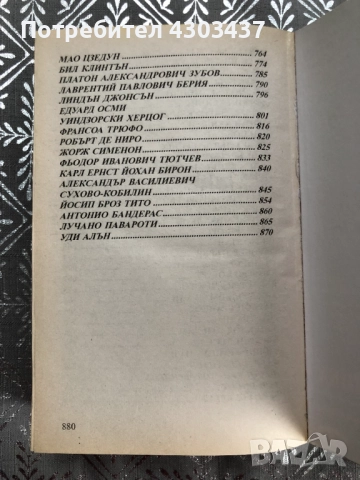 Потребител 4303437
МАО ЦЗЕДУН.......................................... 764
БИЛ КЛИНТЪН....................................... 774
ПЛАТОН АЛЕКСАНДРОВИЧ ЗУБОВ........ 785
ЛАВРЕНТИЙ ПАВЛОВИЧ БЕРИЯ............ 790
ЛИНДЪН ДЖОНСЪН............................... 796
ЕДУАРД ОСМИ
УИНДЗОРСКИ ХЕРЦОГ........................... 801
ФРАНСОА ТРЮФО.................................. 816
РОБЪРТ ДЕ НИРО................................... 820
ЖОРЖ СИМЕНОН................................... 825
ФЬОДОР ИВАНОВИЧ ТЮТЧЕВ............... 833
КАРЛ ЕРНСТ ЙОХАН БИРОН.................. 840
АЛЕКСАНДЪР ВАСИЛИЕВИЧ
СУХОВО-КОБИЛИН................................ 845
ЙОСИП БРОЗ ТИТО................................. 854
АНТОНИО БАНДЕРАС............................. 860
ЛУЧАНО ПАВАРОТИ............................... 865
УДИ АЛЪН............................................... 870
880
BAZAR